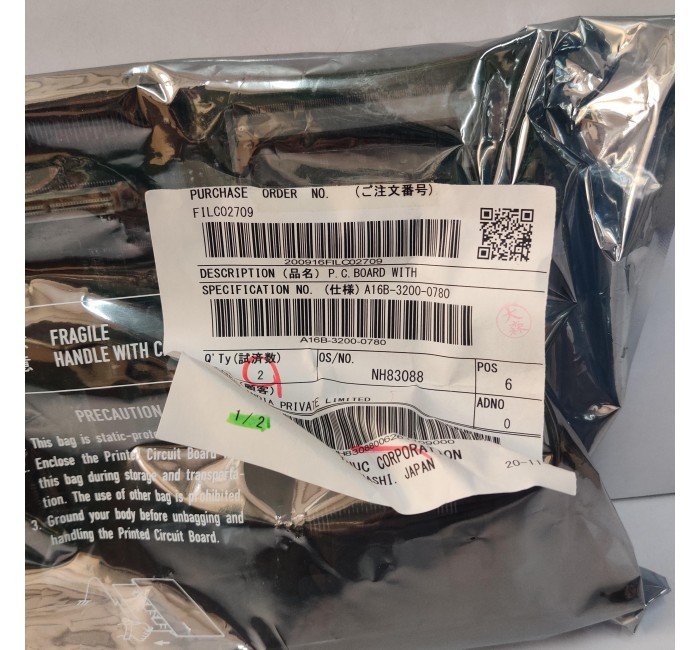 PURCHASE ORDER NO. (ご注文番号)
FILC02709
200916FILC02709
DESCRIPTION (品名) P.C.BOARD WITH
SPECIFICATION NO. (仕様) A16B-3200-0780
A16B-3200-0780
Q'Ty(試済数)
2
OS/NO.
NH83088
POS
6
PRIVATE LIMITED
ADNO
0
1/2
CORPORATION
JAPAN
20-11
FRAGILE
HANDLE WITH
PRECAUTION
This bag is
Enclose the Printed Circuit Board
this bag during storage and
tion. The use of other bag is prohibited.
3. Ground your body before unbagging and
handling the Printed Circuit Board.